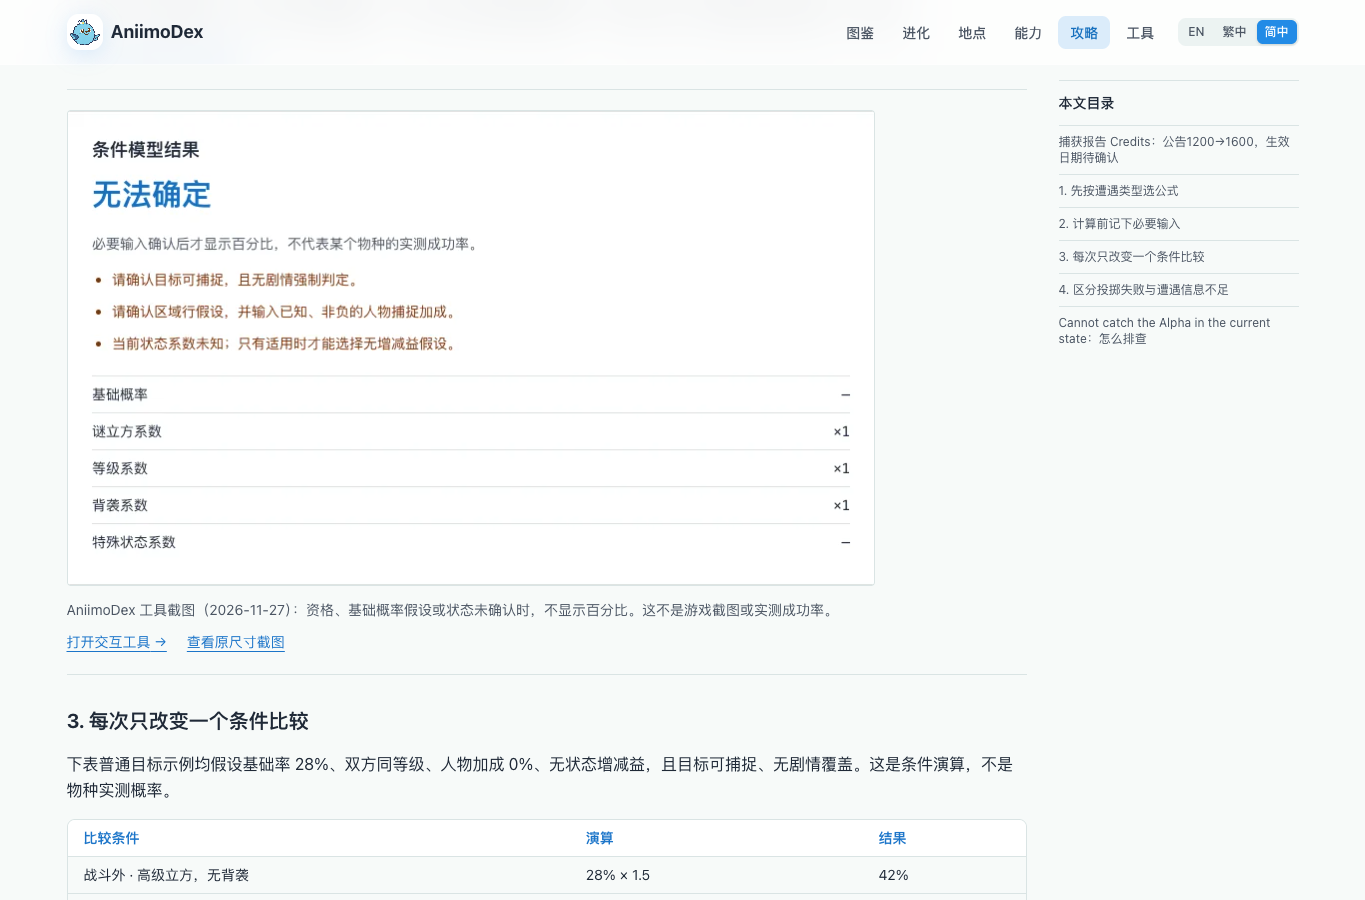 AniimoDex
图鉴
进化
地点
能力
攻略
工具
EN
繁中
简中
条件模型结果
无法确定
必要输入确认后才显示百分比，不代表某个物种的实测成功率。
• 请确认目标可捕捉，且无剧情强制判定。
• 请确认区域行假设，并输入已知、非负的人物捕捉加成。
• 当前状态系数未知；只有适用时才能选择无增减益假设。
基础概率 —
谜立方系数 ×1
等级系数 ×1
背袭系数 ×1
特殊状态系数 —
AniimoDex 工具截图（2026-11-27）：资格、基础概率假设或状态未确认时，不显示百分比。这不是游戏截图或实测成功率。
打开交互工具 → 查看原尺寸截图
3. 每次只改变一个条件比较
下表普通目标示例均假设基础率 28%、双方同等级、人物加成 0%、无状态增减益，且目标可捕捉、无剧情覆盖。这是条件演算，不是
物种实测概率。
比较条件 演算 结果
战斗外 · 高级立方，无背袭 28% × 1.5 42%
本文目录
捕获报告 Credits：公告1200→1600，生效
日期待确认
1. 先按遭遇类型选公式
2. 计算前记下必要输入
3. 每次只改变一个条件比较
4. 区分投掷失败与遭遇信息不足
Cannot catch the Alpha in the current
state：怎么排查